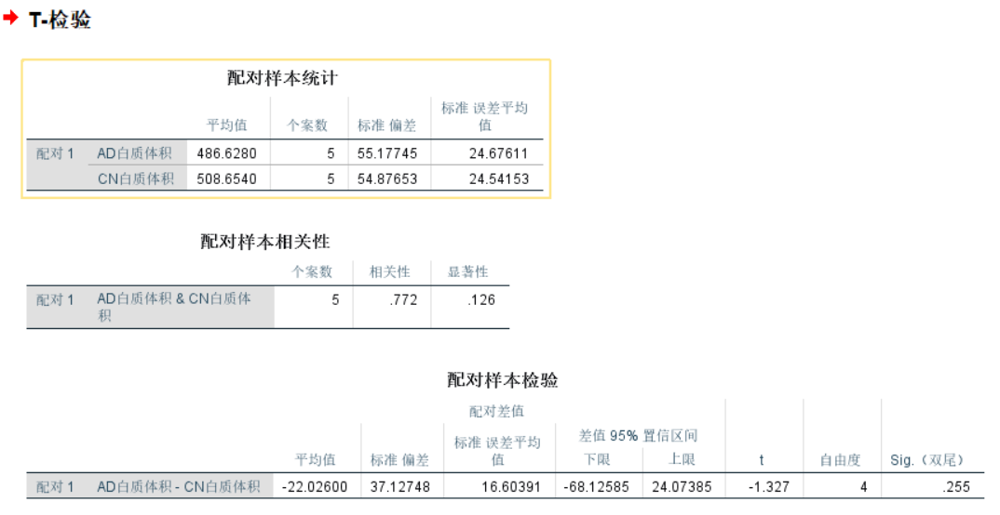 T-检验
配对样本统计
平均值 个案数 标准 偏差 标准 误差平均值
配对 1 AD白质体积 486.6280 5 55.17745 24.67611
CN白质体积 508.6540 5 54.87653 24.54153
配对样本相关性
个案数 相关性 显著性
配对 1 AD白质体积 & CN白质体积 5 .772 .126
配对样本检验
配对差值
差值 95% 置信区间
平均值 标准 偏差 标准 误差平均值 下限 上限 t 自由度 Sig.（双尾）
配对 1 AD白质体积 - CN白质体积 -22.02600 37.12748 16.60391 -68.12585 24.07385 -1.327 4 .255